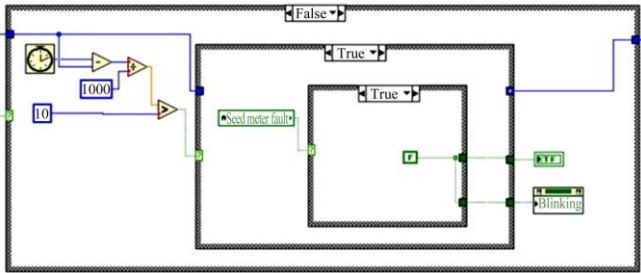 False
True
1000
True
10
Seed meter fault
F
TF
Blinking